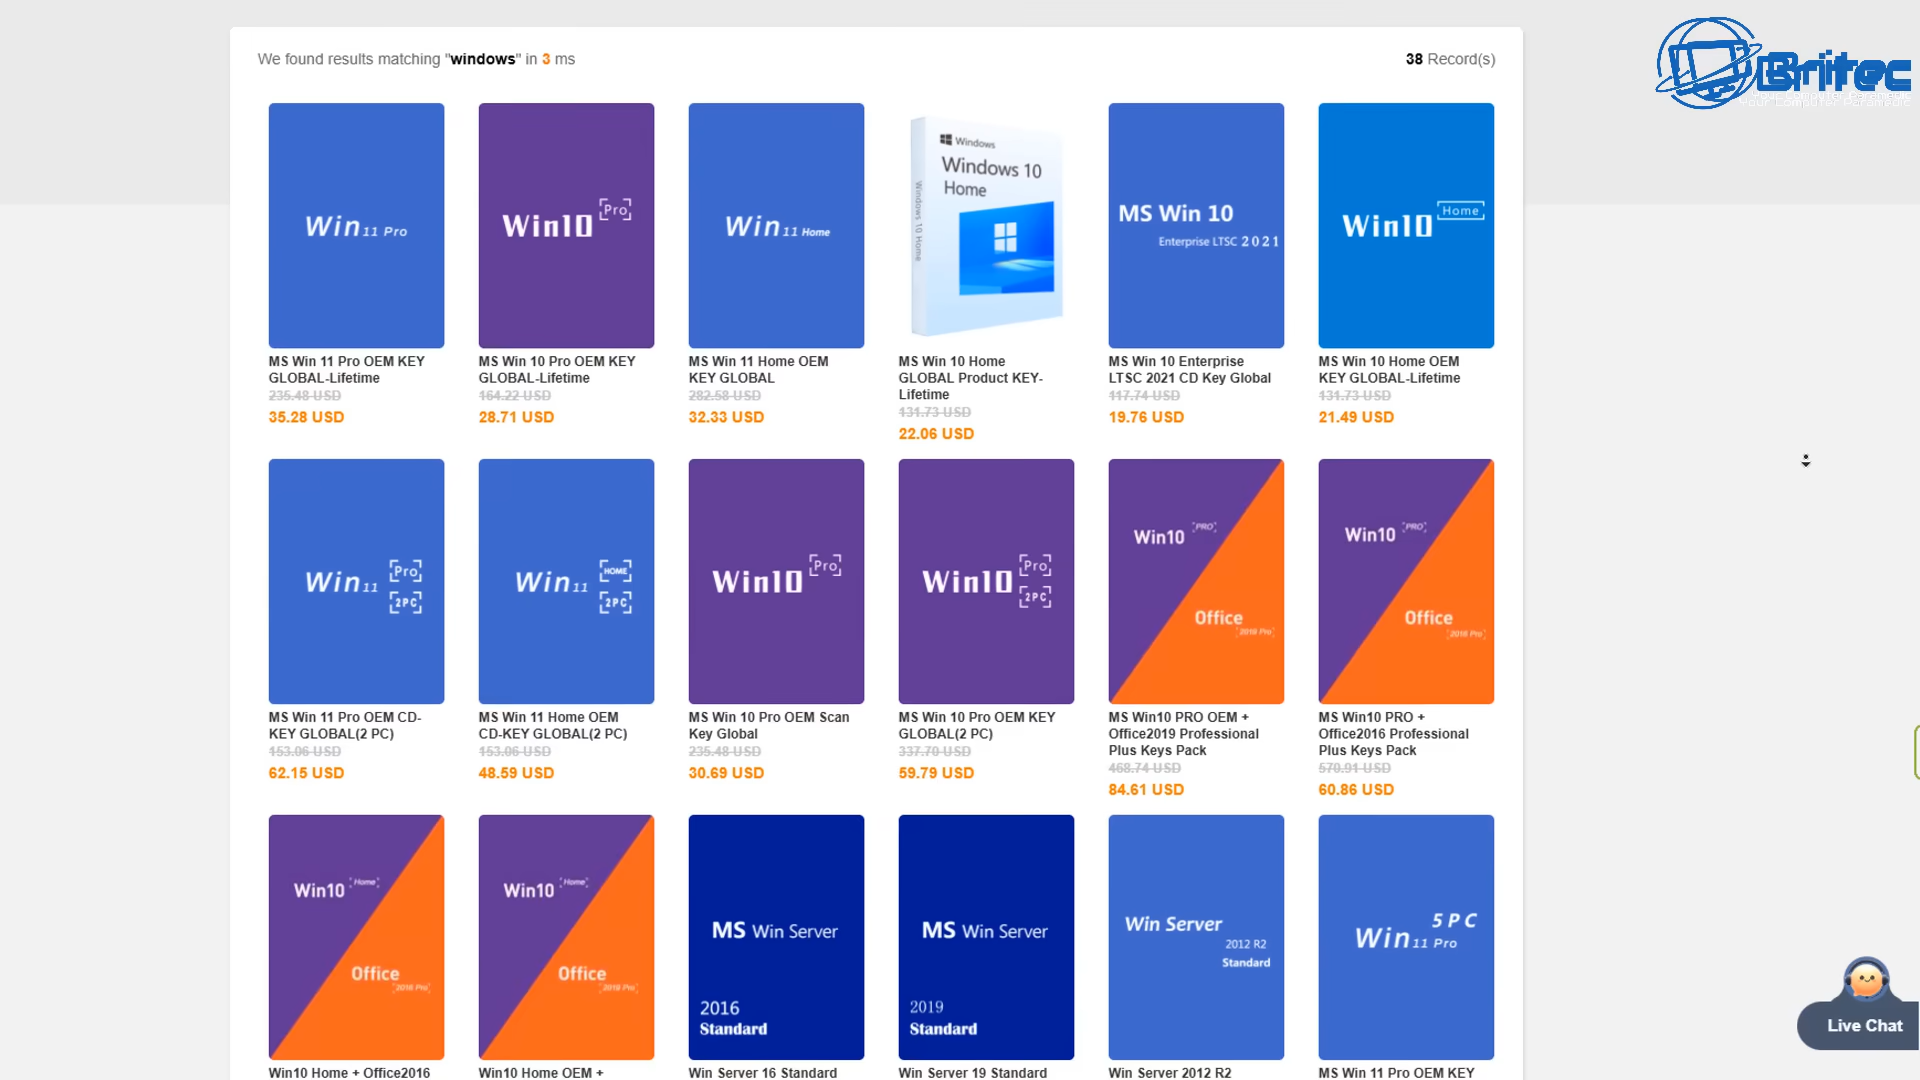 We found results matching "windows" in 3 ms
38 Record(s)
Britec
Your Computer Paramedic
Win 11 Pro
Win10 Pro
Win 11 Home
Windows
Windows 10
Home
Windows 10 Home
MS Win 10
Enterprise LTSC 2021
Win10 Home
MS Win 11 Pro OEM KEY
GLOBAL-Lifetime
235.48 USD
35.28 USD
MS Win 10 Pro OEM KEY
GLOBAL-Lifetime
164.22 USD
28.71 USD
MS Win 11 Home OEM
KEY GLOBAL
282.58 USD
32.33 USD
MS Win 10 Home
GLOBAL Product KEY-
Lifetime
131.73 USD
22.06 USD
MS Win 10 Enterprise
LTSC 2021 CD Key Global
117.74 USD
19.76 USD
MS Win 10 Home OEM
KEY GLOBAL-Lifetime
131.73 USD
21.49 USD
Win 11 Pro
2PC
Win 11 HOME
2PC
Win10 Pro
Win10 Pro
2PC
Win10 PRO
Office
2019 Pro
Win10 PRO
Office
2016 Pro
MS Win 11 Pro OEM CD-
KEY GLOBAL(2 PC)
153.06 USD
62.15 USD
MS Win 11 Home OEM
CD-KEY GLOBAL(2 PC)
153.06 USD
48.59 USD
MS Win 10 Pro OEM Scan
Key Global
235.48 USD
30.69 USD
MS Win 10 Pro OEM KEY
GLOBAL(2 PC)
337.70 USD
59.79 USD
MS Win10 PRO OEM +
Office2019 Professional
Plus Keys Pack
468.74 USD
84.61 USD
MS Win10 PRO +
Office2016 Professional
Plus Keys Pack
570.91 USD
60.86 USD
Win10 Home
Office
2016 Pro
Win10 Home
Office
2019 Pro
MS Win Server
2016
Standard
MS Win Server
2019
Standard
Win Server
2012 R2
Standard
5 PC
Win 11 Pro
Live Chat
Win10 Home + Office2016
Win10 Home OEM +
Win Server 16 Standard
Win Server 19 Standard
Win Server 2012 R2
MS Win 11 Pro OEM KEY